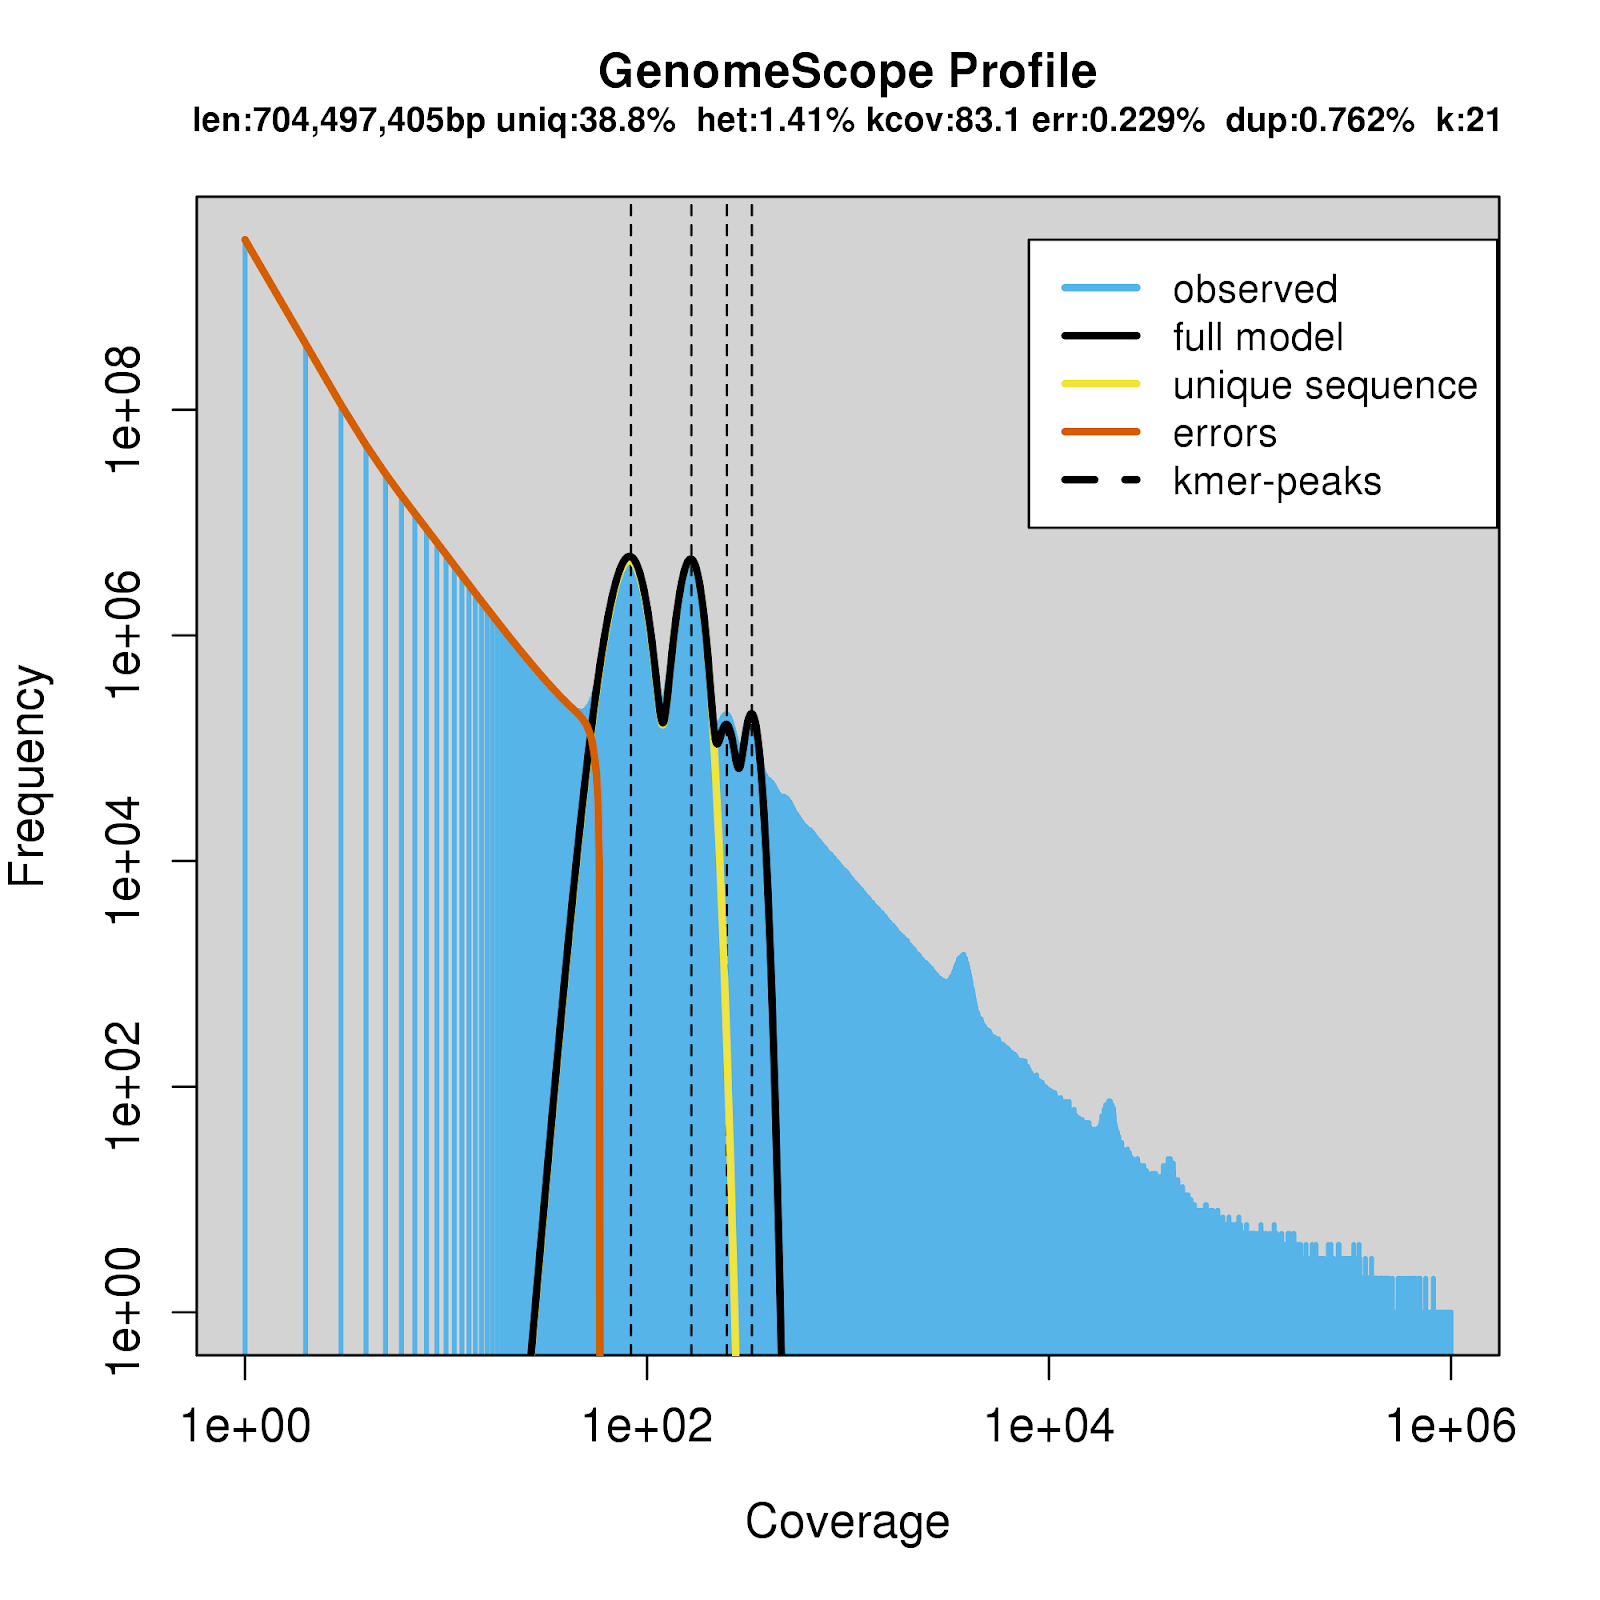 GenomeScope Profile
len:704,497,405bp uniq:38.8% het:1.41% kcov:83.1 err:0.229% dup:0.762% k:21
observed
full model
unique sequence
errors
kmer-peaks
Frequency
1e+08
1e+06
1e+04
1e+02
1e+00
1e+00
1e+02
1e+04
1e+06
Coverage